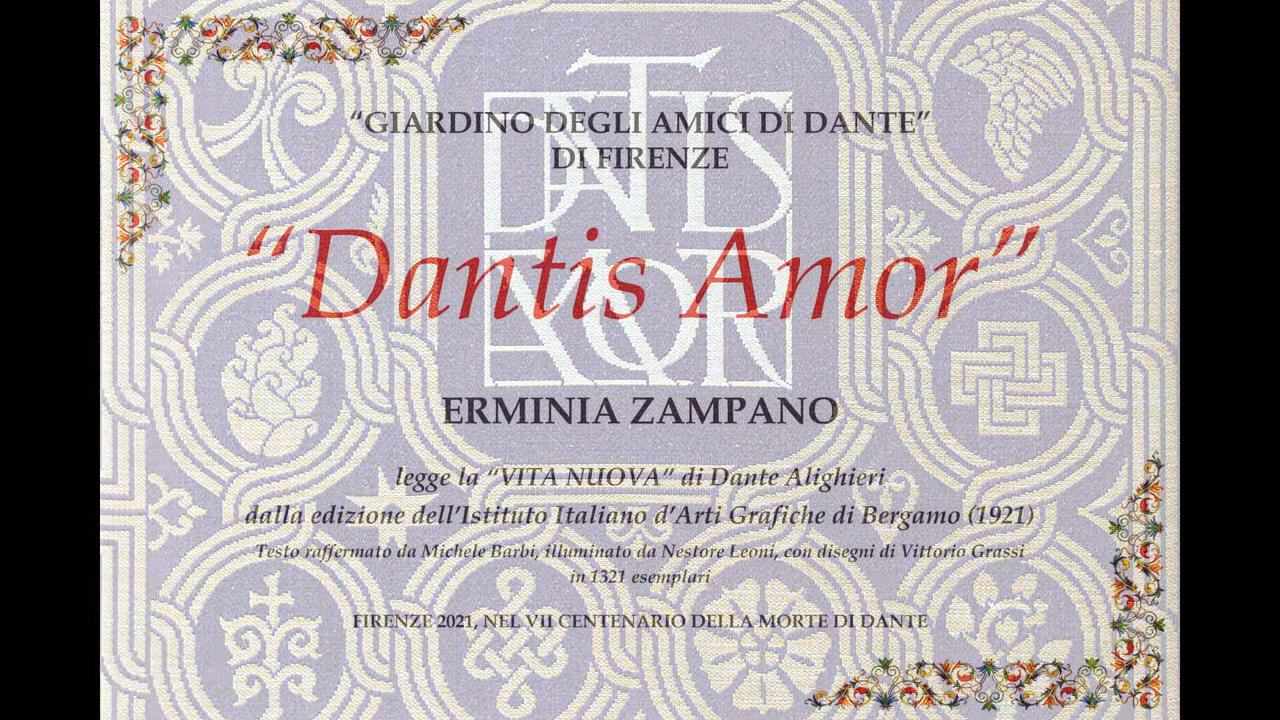 “GIARDINO DEGLI AMICI DI DANTE”
DI FIRENZE
DANTIS
AMOR
“Dantis Amor”
ERMINIA ZAMPANO
legge la “VITA NUOVA” di Dante Alighieri
dalla edizione dell’Istituto Italiano d’Arti Grafiche di Bergamo (1921)
Testo raffermato da Michele Barbi, illuminato da Nestore Leoni, con disegni di Vittorio Grassi
in 1321 esemplari
FIRENZE 2021, NEL VII CENTENARIO DELLA MORTE DI DANTE